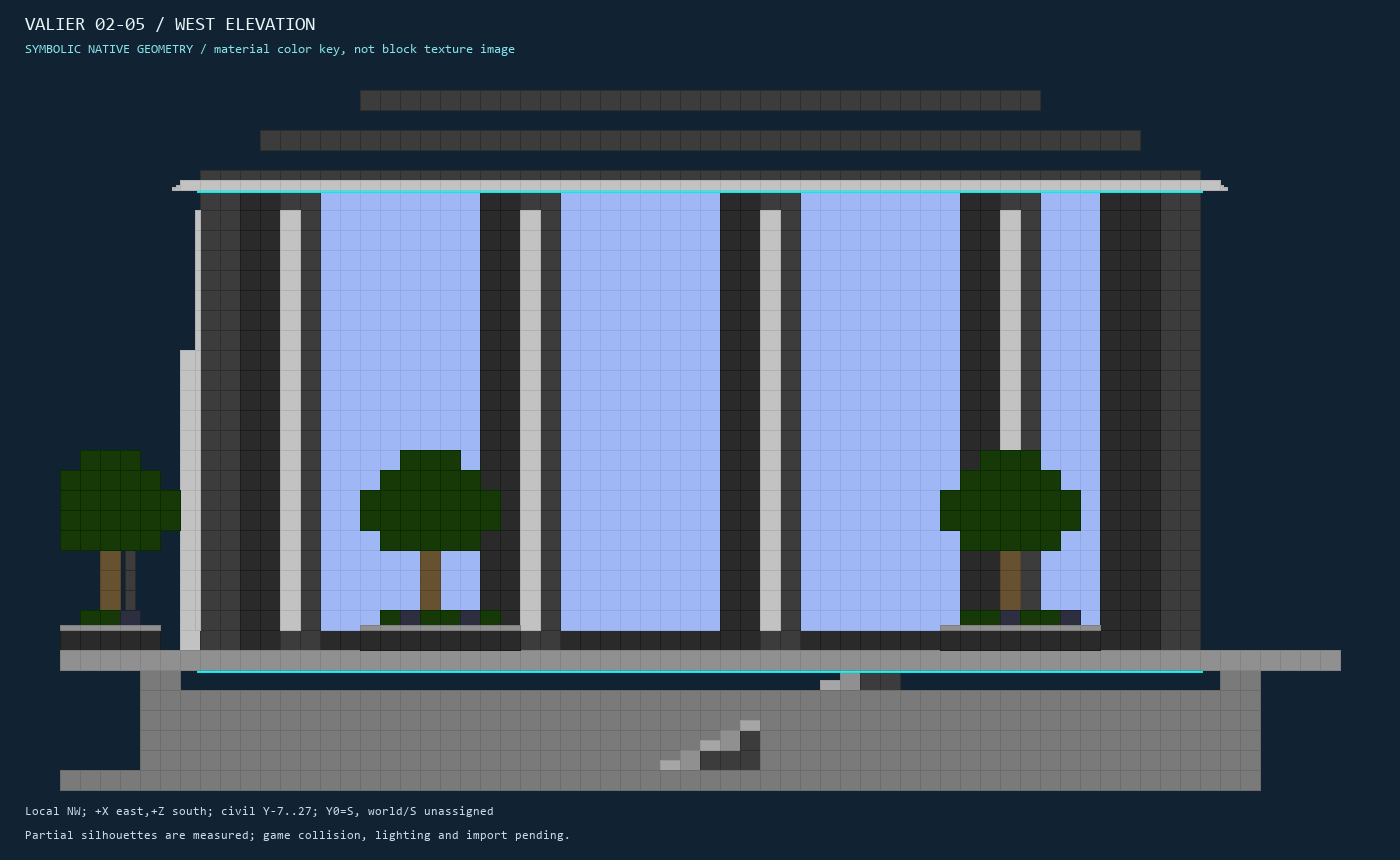 VALIER 02-05 / WEST ELEVATION
SYMBOLIC NATIVE GEOMETRY / material color key, not block texture image
Local NW; +X east,+Z south; civil Y-7..27; Y0=S, world/S unassigned
Partial silhouettes are measured; game collision, lighting and import pending.